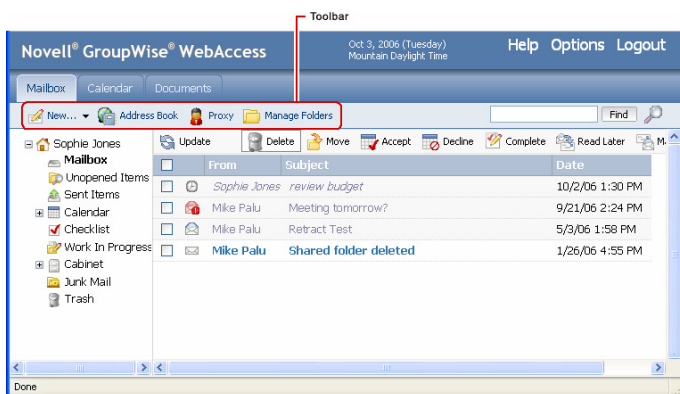 Toolbar
Novell® GroupWise® WebAccess
Oct 3, 2006 (Tuesday)
Mountain Daylight Time
Help Options Logout
Mailbox Calendar Documents
New... Address Book Proxy Manage Folders Find
Sophie Jones
Mailbox
Unopened Items
Sent Items
Calendar
Checklist
Work In Progress
Cabinet
Junk Mail
Trash
Update Delete Move Accept Decline Complete Read Later M
From Subject Date
Sophie Jones review budget 10/2/06 1:30 PM
Mike Palu Meeting tomorrow? 9/21/06 2:24 PM
Mike Palu Retract Test 5/3/06 1:58 PM
Mike Palu Shared folder deleted 1/26/06 4:55 PM
Done